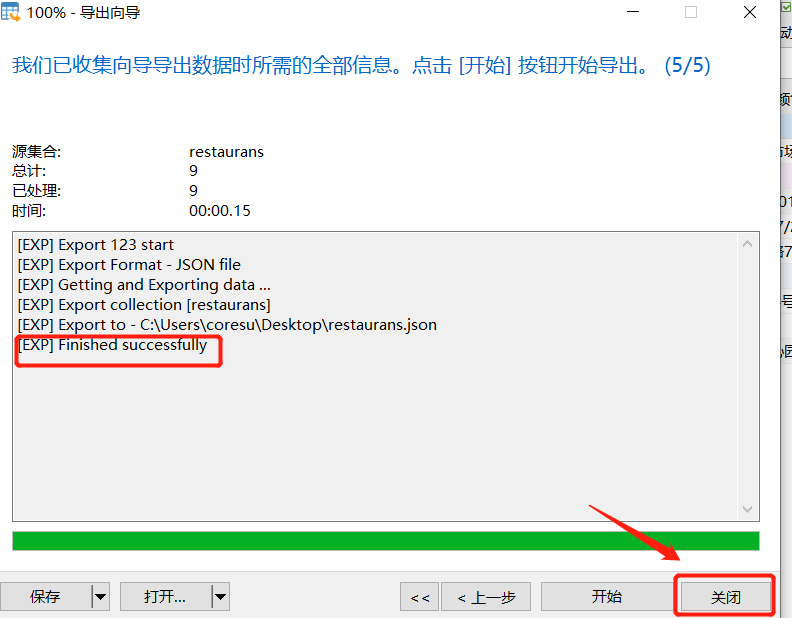 100% - 导出向导
我们已收集向导导出数据时所需的全部信息。点击 [开始] 按钮开始导出。 (5/5)
源集合: restaurans
总计: 9
已处理: 9
时间: 00:00.15
[EXP] Export 123 start
[EXP] Export Format - JSON file
[EXP] Getting and Exporting data ...
[EXP] Export collection [restaurans]
[EXP] Export to - C:\Users\coresu\Desktop\restaurans.json
[EXP] Finished successfully
保存 打开... << < 上一步 开始 关闭